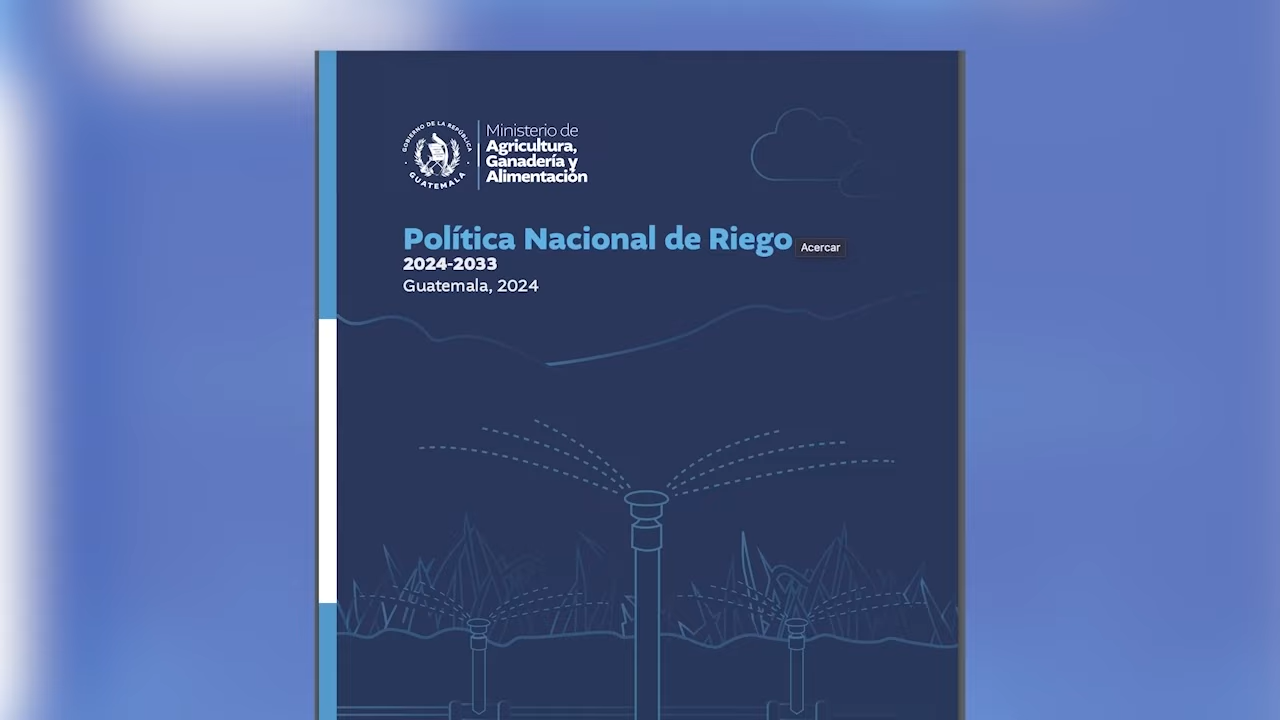 GOBIERNO DE LA REPÚBLICA
GUATEMALA
Ministerio de
Agricultura,
Ganadería y
Alimentación
Política Nacional de Riego
Acercar
2024-2033
Guatemala, 2024